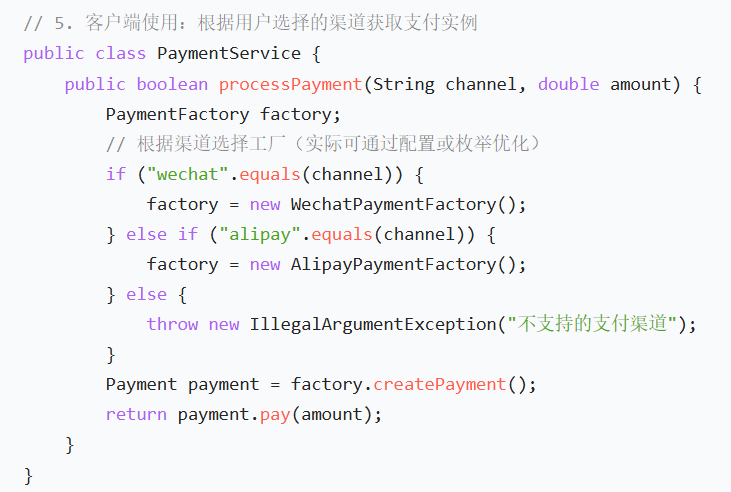 // 5. 客户端使用：根据用户选择的渠道获取支付实例
public class PaymentService {
    public boolean processPayment(String channel, double amount) {
        PaymentFactory factory;
        // 根据渠道选择工厂（实际可通过配置或枚举优化）
        if ("wechat".equals(channel)) {
            factory = new WechatPaymentFactory();
        } else if ("alipay".equals(channel)) {
            factory = new AlipayPaymentFactory();
        } else {
            throw new IllegalArgumentException("不支持的支付渠道");
        }
        Payment payment = factory.createPayment();
        return payment.pay(amount);
    }
}